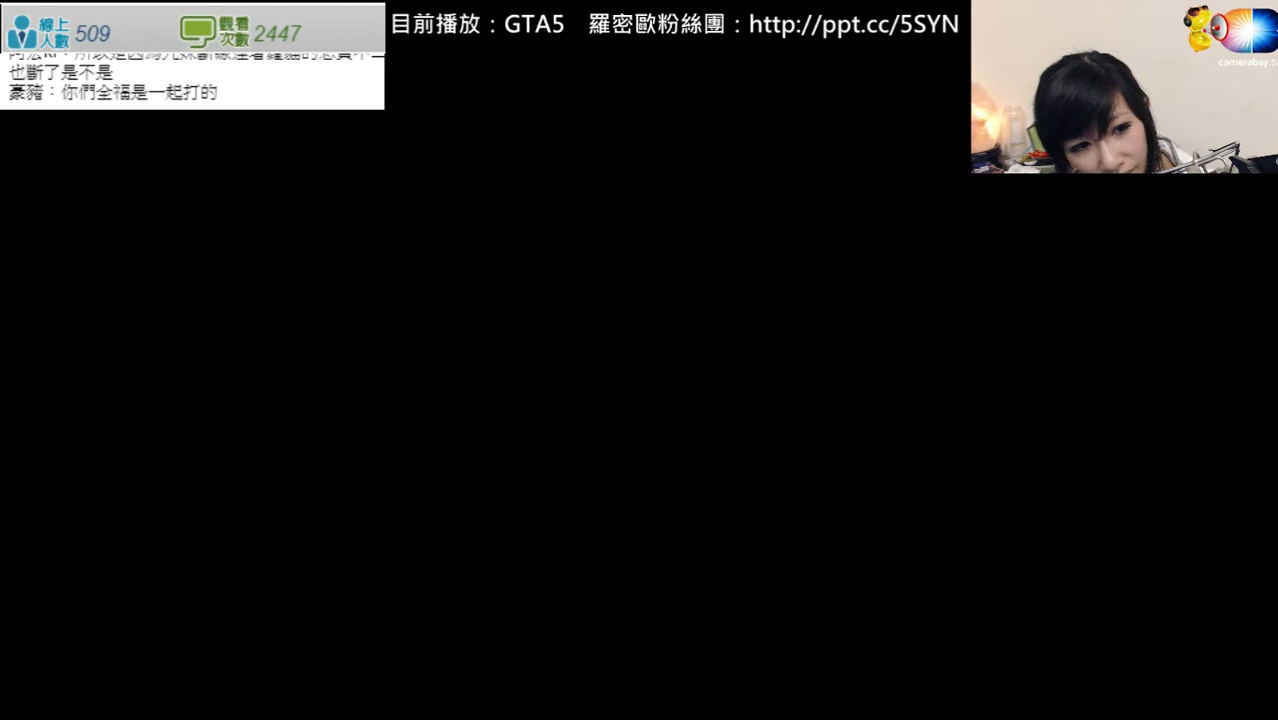 線上人數 509 觀看次數 2447
目前播放：GTA5 羅密歐粉絲團：http://ppt.cc/5SYN
cameraboy.tv
也斷了是不是
豪豬：你們全福是一起打的